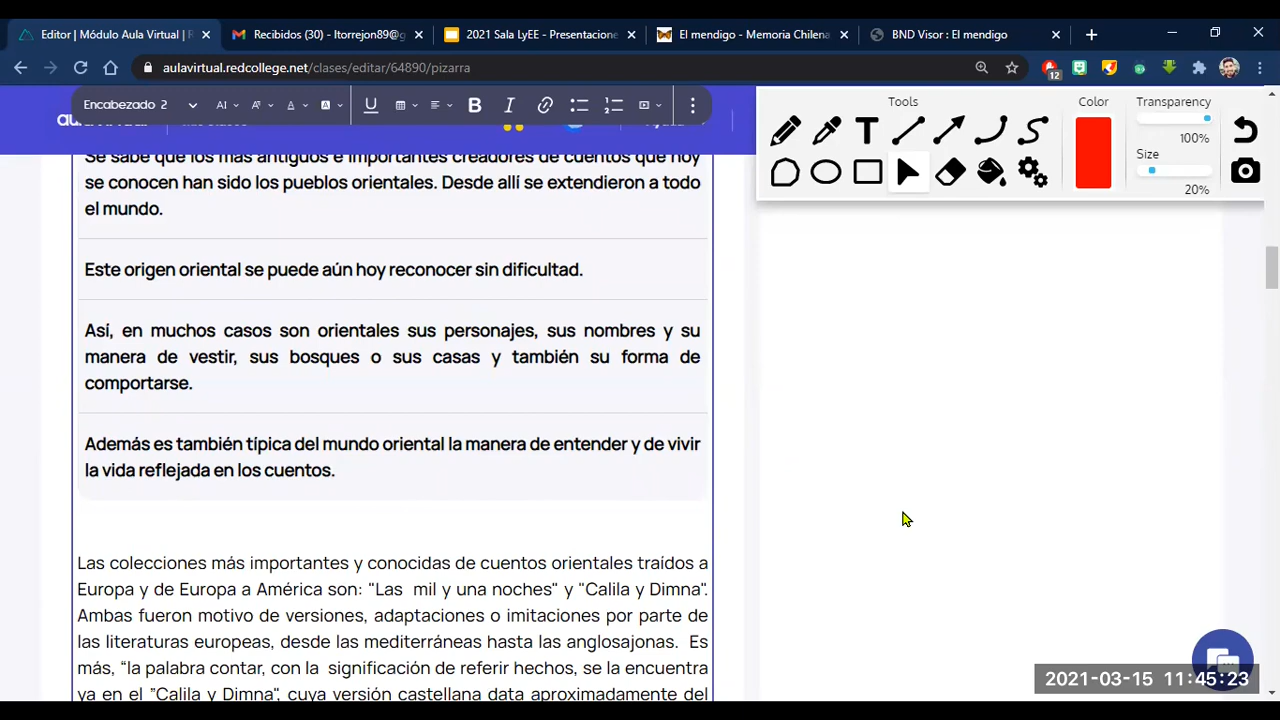 Editor | Módulo Aula Virtual | R
Recibidos (30) - ltorrejon89@g
2021 Sala LyEE - Presentacione
El mendigo - Memoria Chilena
BND Visor : El mendigo
aulavirtual.redcollege.net/clases/editar/64890/pizarra
12
Encabezado 2
Tools
Color
Transparency
100%
Size
20%
Se sabe que los más antiguos e importantes creadores de cuentos que hoy
se conocen han sido los pueblos orientales. Desde allí se extendieron a todo
el mundo.
Este origen oriental se puede aún hoy reconocer sin dificultad.
Así, en muchos casos son orientales sus personajes, sus nombres y su
manera de vestir, sus bosques o sus casas y también su forma de
comportarse.
Además es también típica del mundo oriental la manera de entender y de vivir
la vida reflejada en los cuentos.
Las colecciones más importantes y conocidas de cuentos orientales traídos a
Europa y de Europa a América son: "Las mil y una noches" y "Calila y Dimna".
Ambas fueron motivo de versiones, adaptaciones o imitaciones por parte de
las literaturas europeas, desde las mediterráneas hasta las anglosajonas. Es
más, “la palabra contar, con la significación de referir hechos, se la encuentra
ya en el ”Calila y Dimna", cuya versión castellana data aproximadamente del
2021-03-15 11:45:23